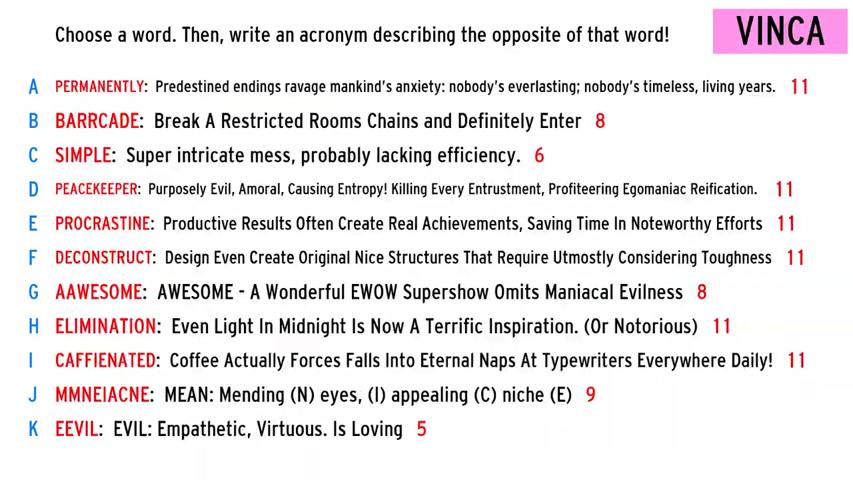 Choose a word. Then, write an acronym describing the opposite of that word!
VINCA
A PERMANENTLY: Predestined endings ravage mankind's anxiety: nobody's everlasting; nobody's timeless, living years. 11
B BARRCADE: Break A Restricted Rooms Chains and Definitely Enter 8
C SIMPLE: Super intricate mess, probably lacking efficiency. 6
D PEACEKEEPER: Purposely Evil, Amoral, Causing Entropy! Killing Every Entrustment, Profiteering Egomaniac Reification. 11
E PROCRASTINE: Productive Results Often Create Real Achievements, Saving Time In Noteworthy Efforts 11
F DECONSTRUCT: Design Even Create Original Nice Structures That Require Utmostly Considering Toughness 11
G AAWESOME: AWESOME - A Wonderful EWOW Supershow Omits Maniacal Evilness 8
H ELIMINATION: Even Light In Midnight Is Now A Terrific Inspiration. (Or Notorious) 11
I CAFFIENATED: Coffee Actually Forces Falls Into Eternal Naps At Typewriters Everywhere Daily! 11
J MMNEIACNE: MEAN: Mending (N) eyes, (I) appealing (C) niche (E) 9
K EEVIL: EVIL: Empathetic, Virtuous. Is Loving 5